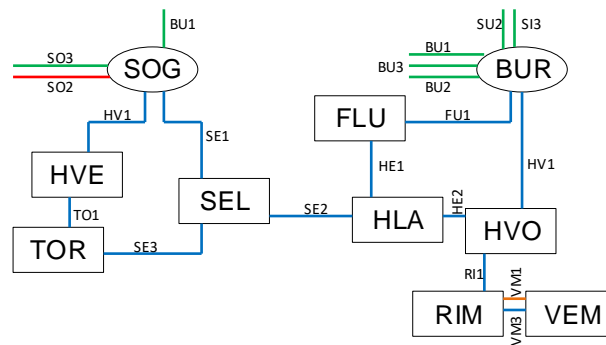 BU1
SU2
SI3
SO3
SOG
SO2
BU1
BU3
BUR
BU2
HV1
SE1
FLU
FU1
HVE
HE1
HV1
TO1
SEL
SE2
HLA
HE2
HVO
TOR
SE3
RI1
VM1
RIM
VEM
VM3